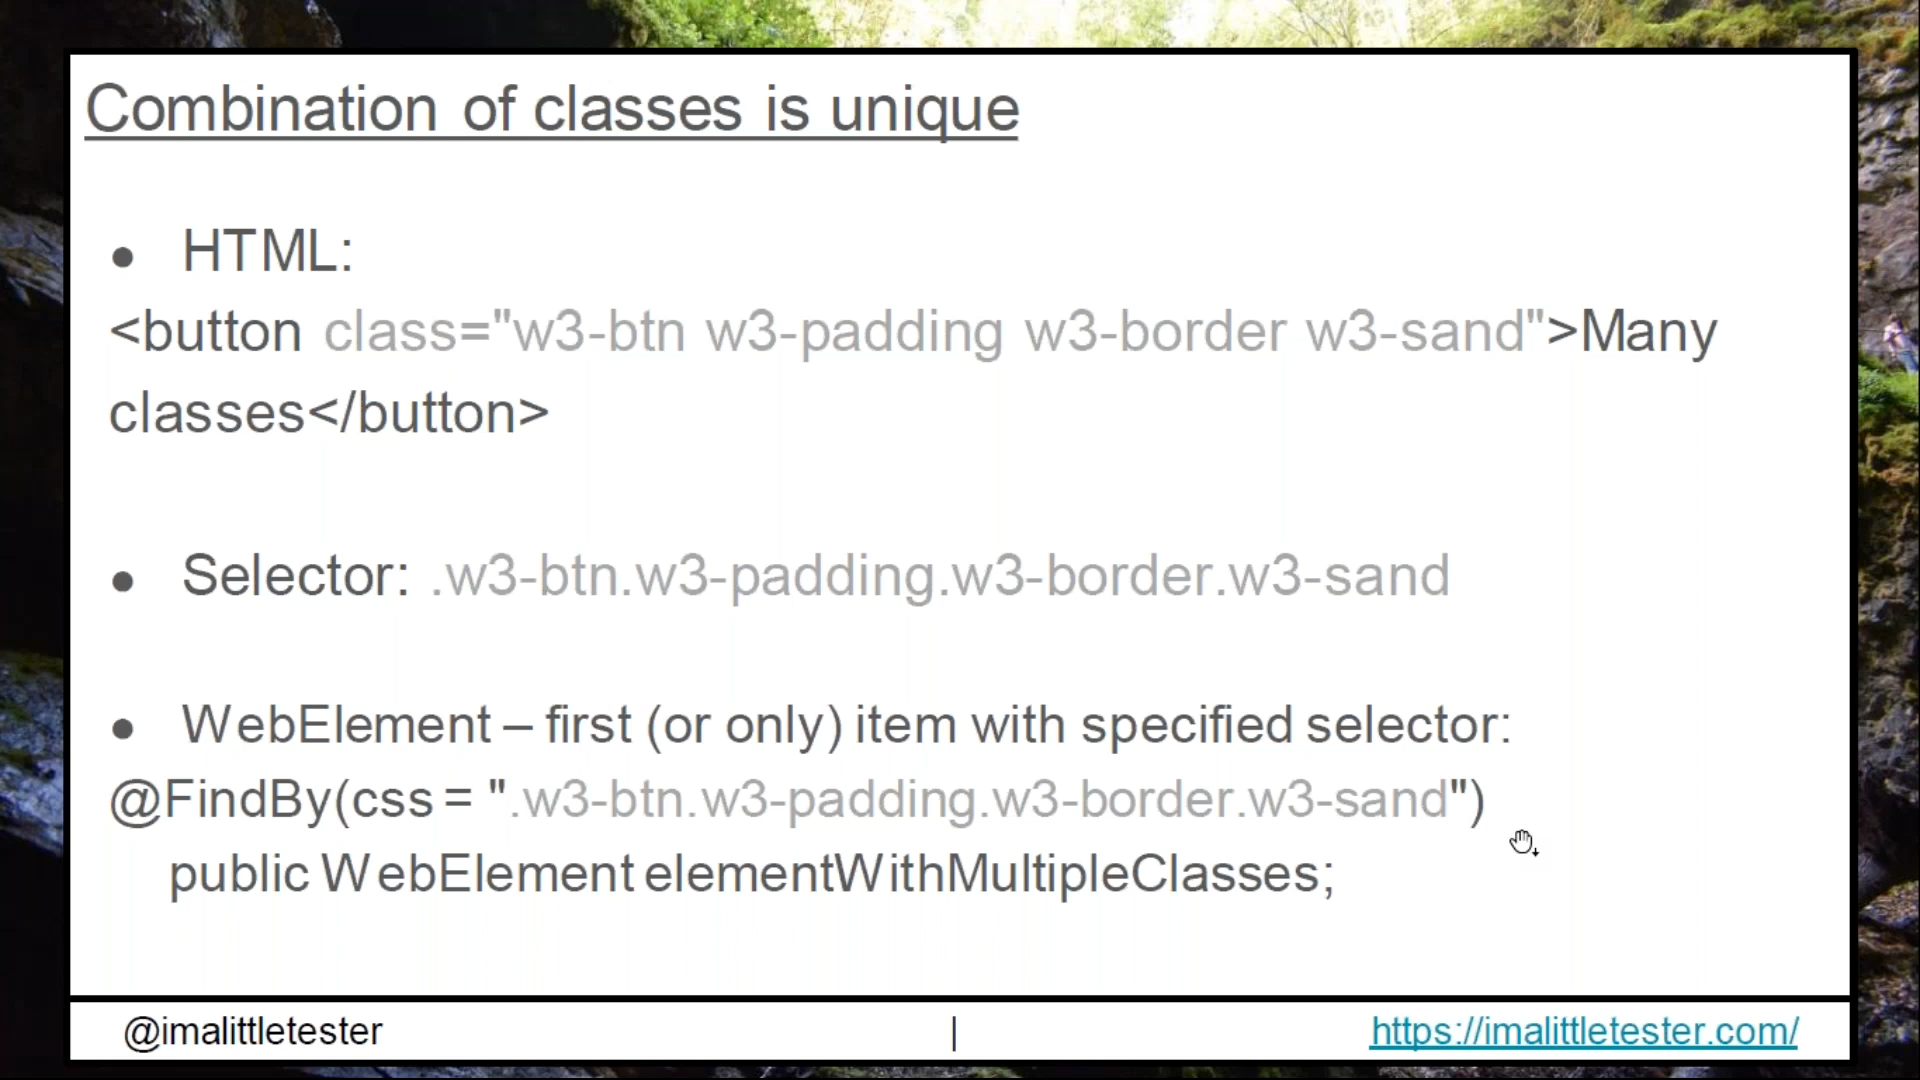 Combination of classes is unique
● HTML:
<button class="w3-btn w3-padding w3-border w3-sand">Many
classes</button>
● Selector: .w3-btn.w3-padding.w3-border.w3-sand
● WebElement – first (or only) item with specified selector:
@FindBy(css = ".w3-btn.w3-padding.w3-border.w3-sand")
public WebElement elementWithMultipleClasses;
@imalittletester | https://imalittletester.com/